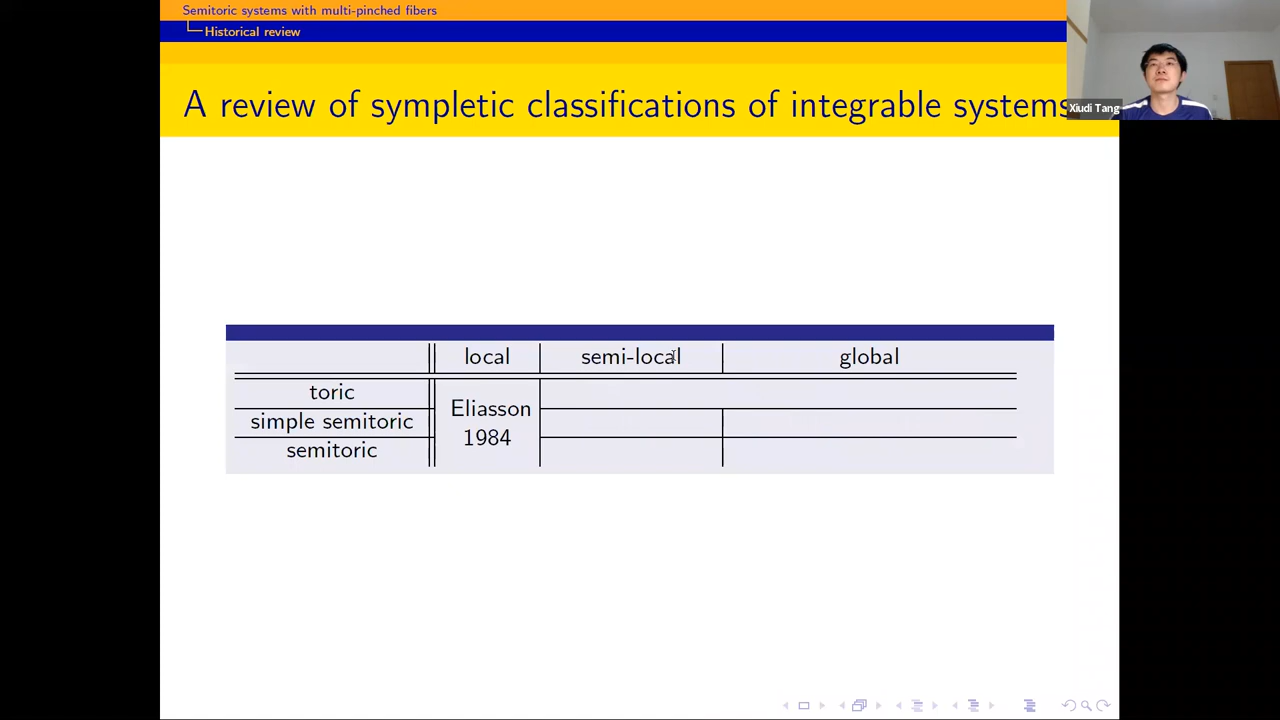 Semitoric systems with multi-pinched fibers
Historical review
A review of sympletic classifications of integrable systems
Xiudi Tang
local semi-local global
toric
Eliasson
simple semitoric
1984
semitoric